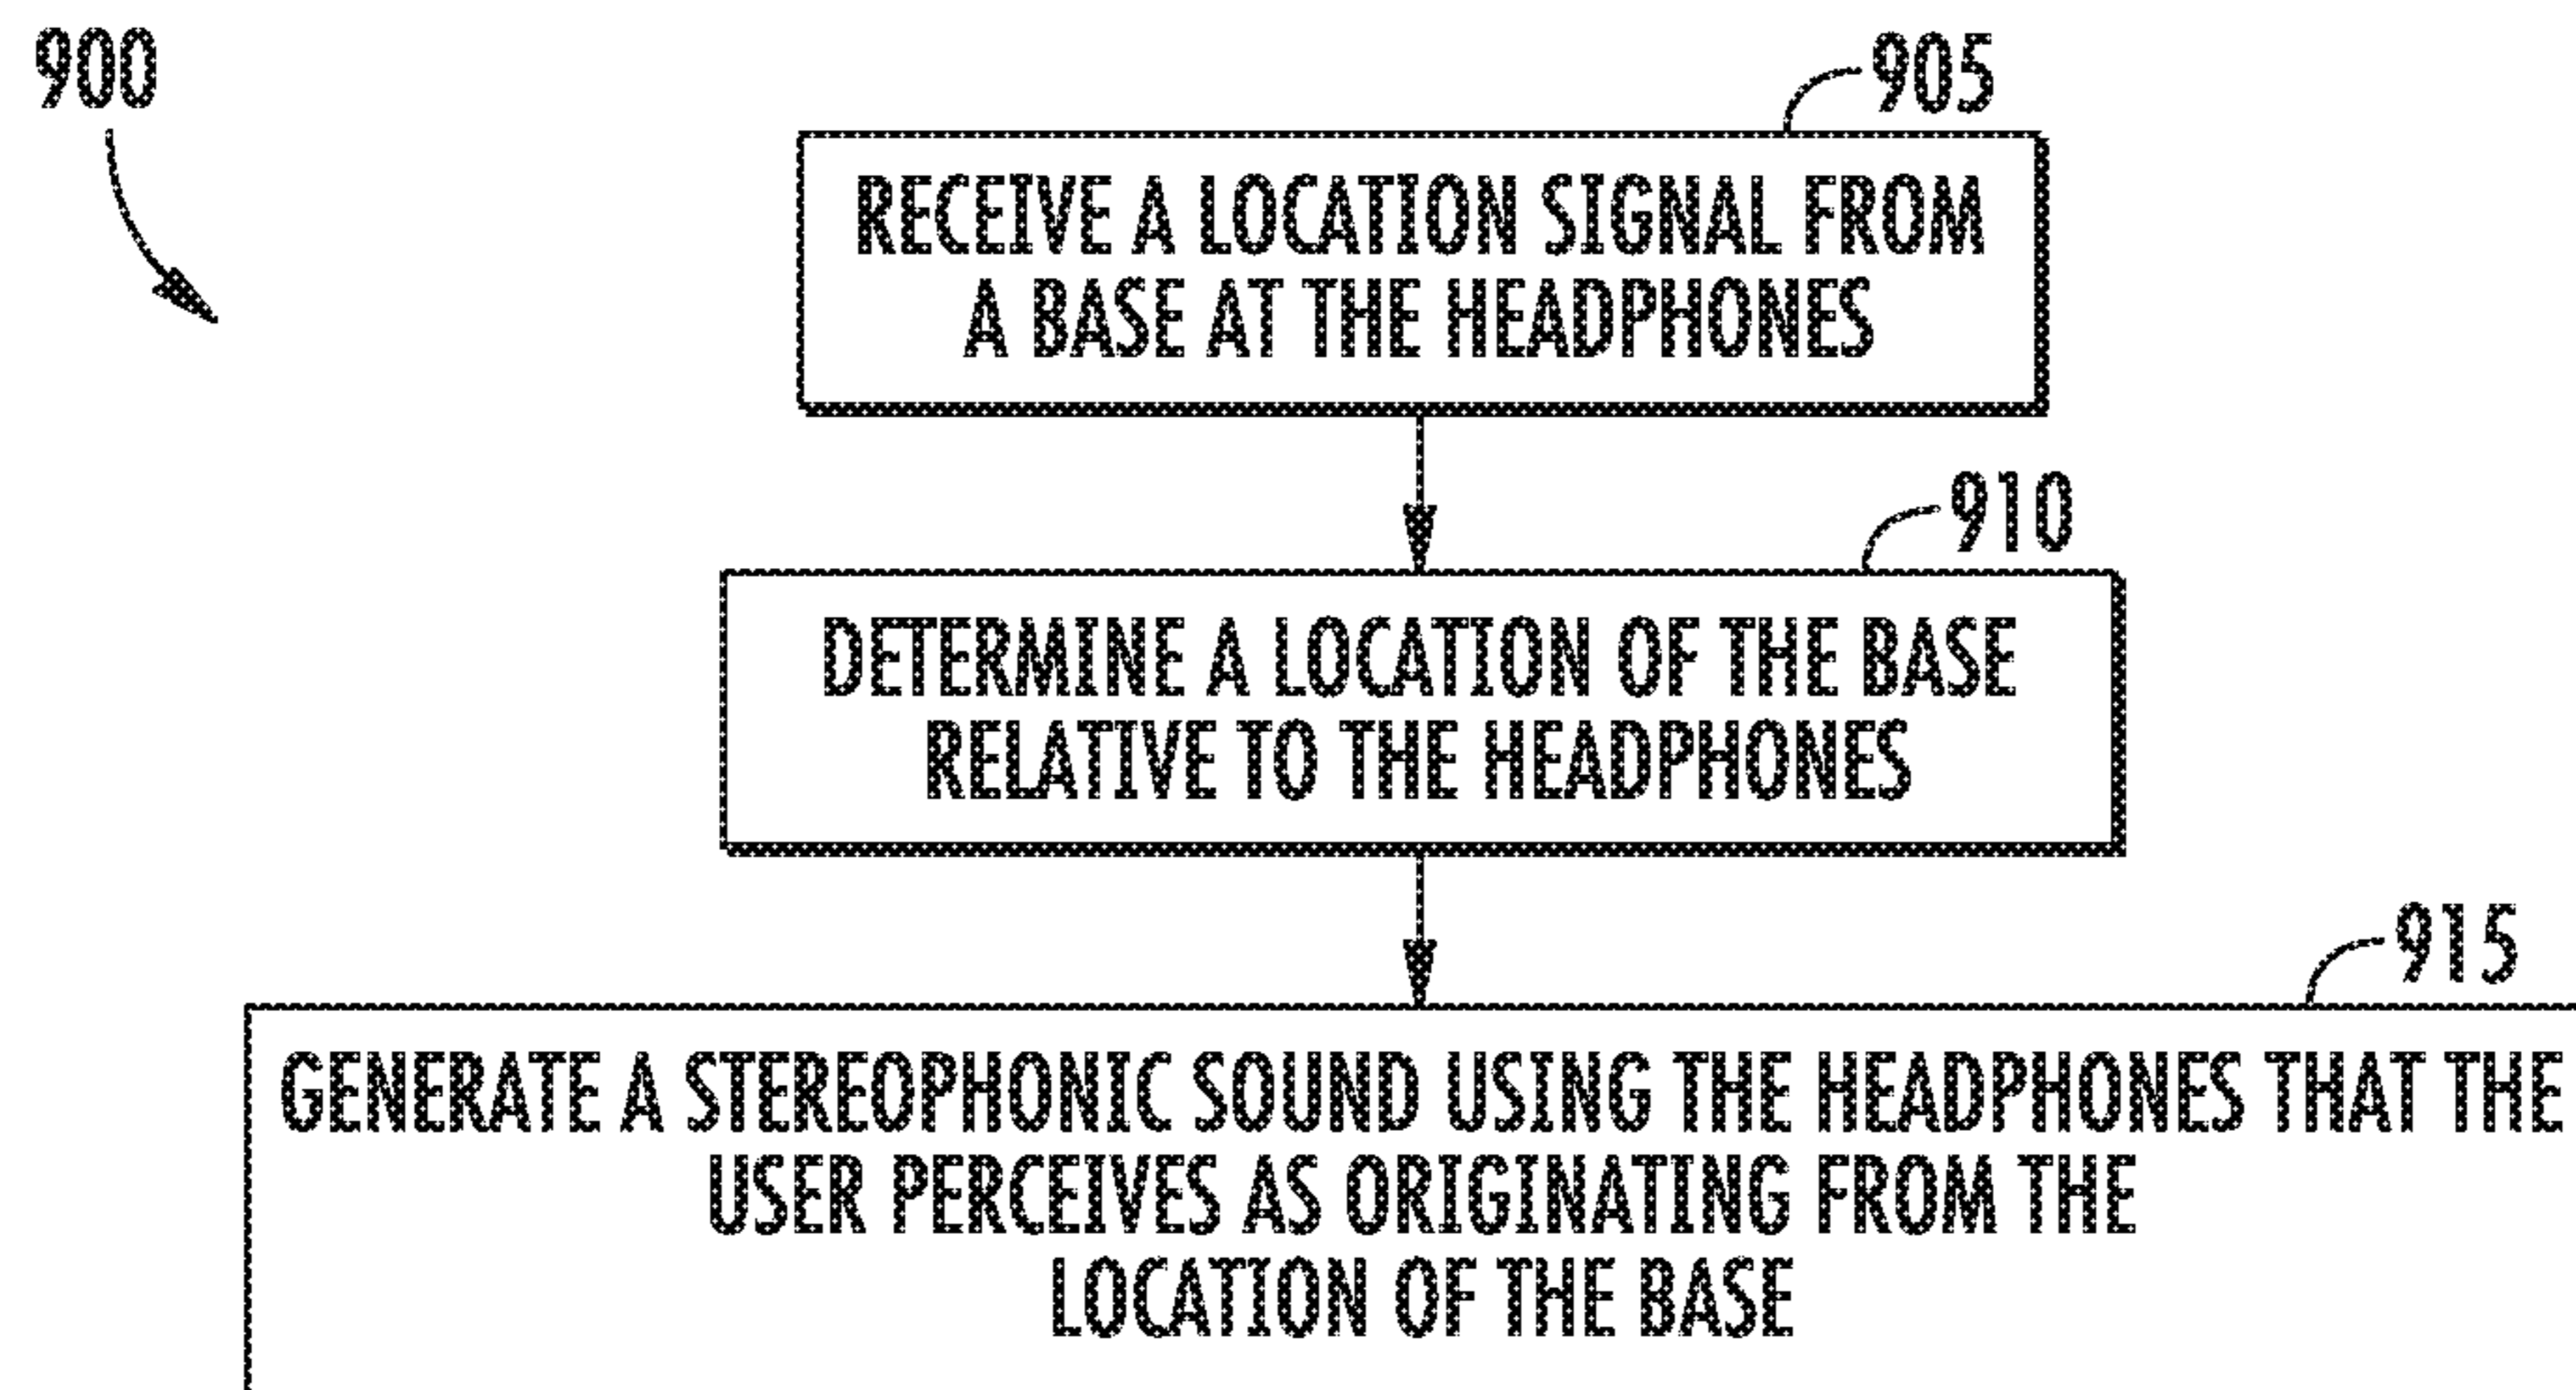 900
905
RECEIVE A LOCATION SIGNAL FROM
A BASE AT THE HEADPHONES
910
DETERMINE A LOCATION OF THE BASE
RELATIVE TO THE HEADPHONES
915
GENERATE A STEREOPHONIC SOUND USING THE HEADPHONES THAT THE
USER PERCEIVES AS ORIGINATING FROM THE
LOCATION OF THE BASE